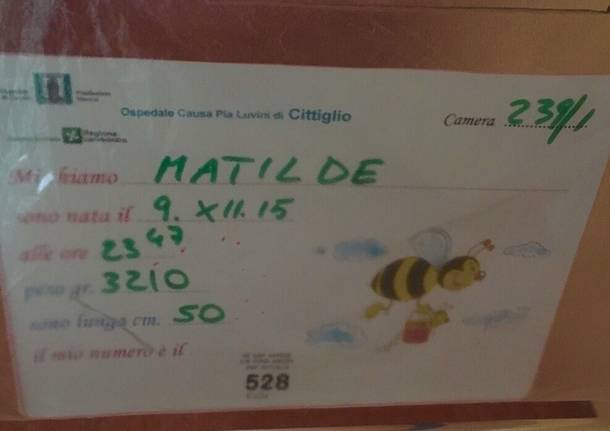 Ospedale Causa Pia Luvini di Cittiglio
Camera 239/1
Regione
Mi chiamo MATILDE
sono nata il 9. XII. 15
alle ore 23 47
peso gr. 3210
sono lunga cm. 50
il mio numero è il
528